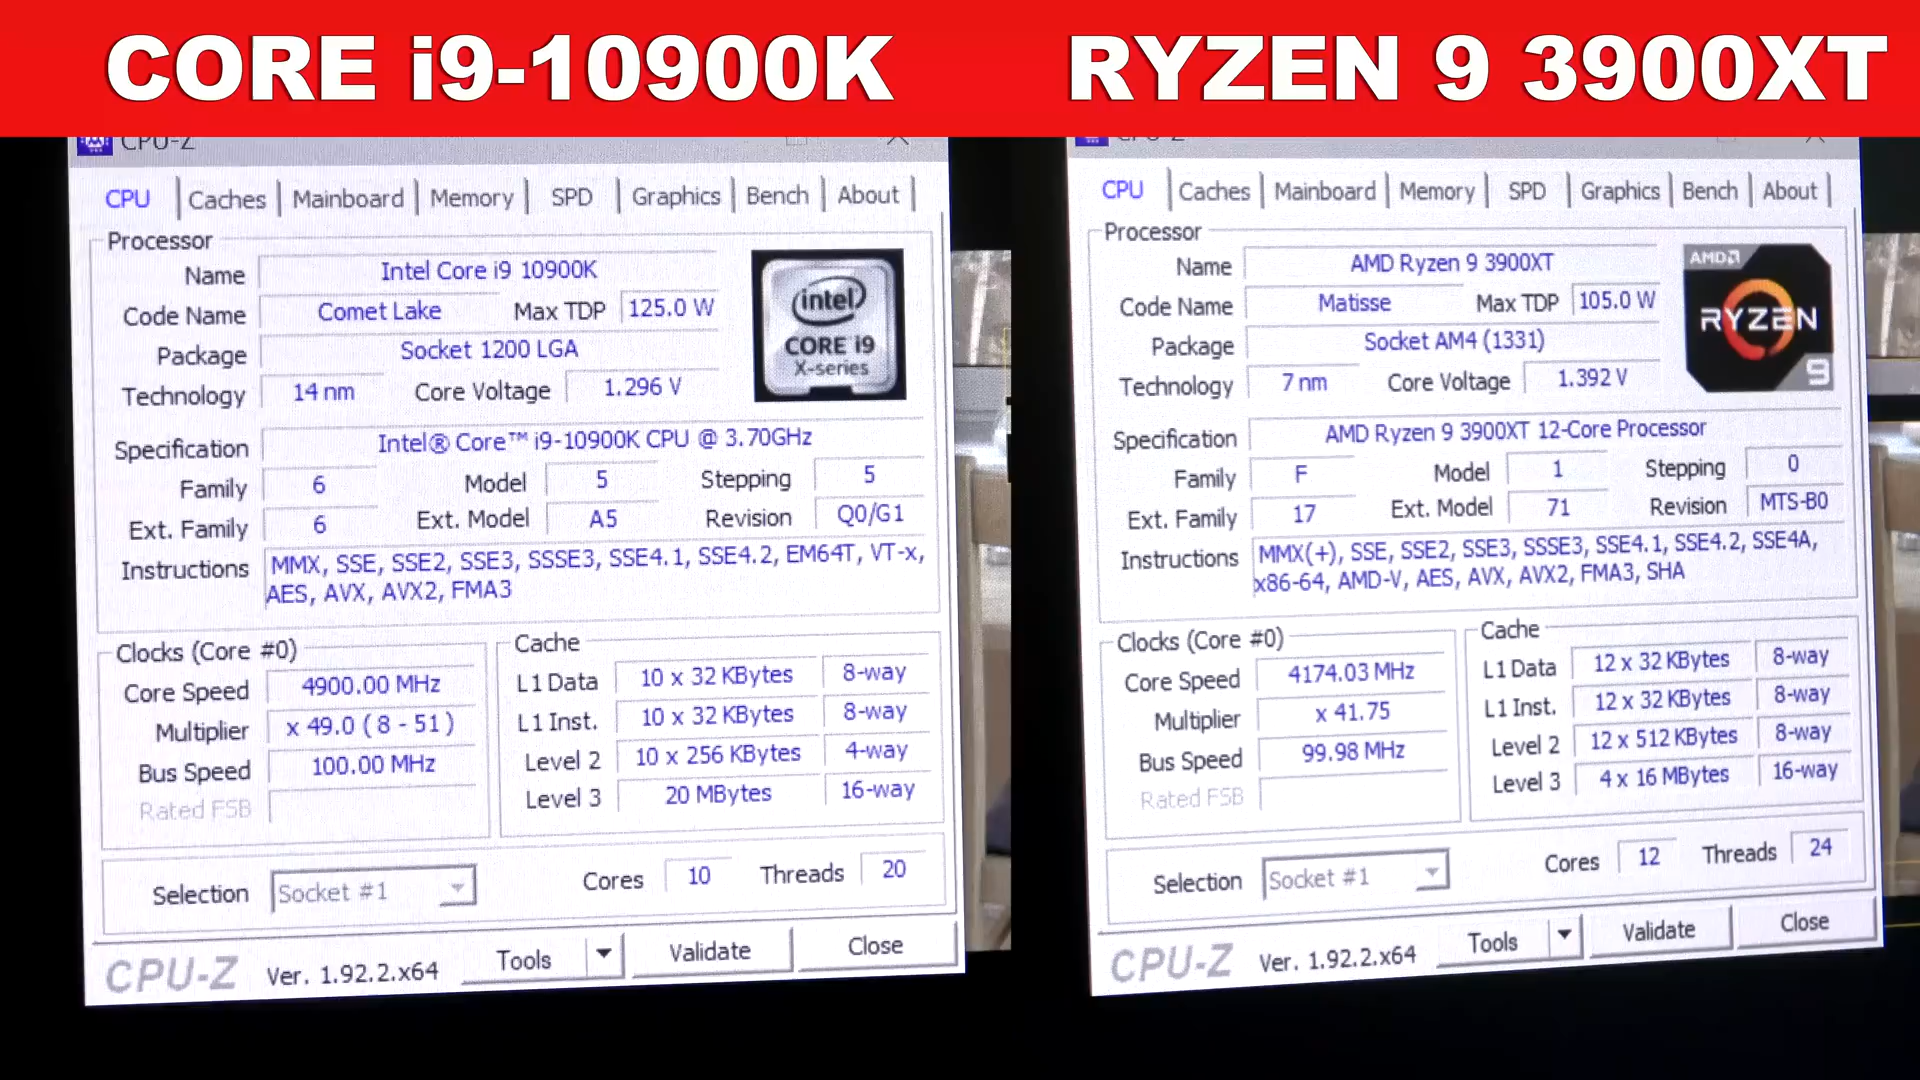 CORE i9-10900K
RYZEN 9 3900XT
CPU-Z
CPU Caches Mainboard Memory SPD Graphics Bench About
Processor
Name Intel Core i9 10900K
Code Name Comet Lake Max TDP 125.0 W
Package Socket 1200 LGA
Technology 14 nm Core Voltage 1.296 V
intel
CORE i9
X-series
Specification Intel® Core™ i9-10900K CPU @ 3.70GHz
Family 6 Model 5 Stepping 5
Ext. Family 6 Ext. Model A5 Revision Q0/G1
Instructions MMX, SSE, SSE2, SSE3, SSSE3, SSE4.1, SSE4.2, EM64T, VT-x,
AES, AVX, AVX2, FMA3
Clocks (Core #0)
Core Speed 4900.00 MHz
Multiplier x 49.0 ( 8 - 51 )
Bus Speed 100.00 MHz
Rated FSB
Cache
L1 Data 10 x 32 KBytes 8-way
L1 Inst. 10 x 32 KBytes 8-way
Level 2 10 x 256 KBytes 4-way
Level 3 20 MBytes 16-way
Selection Socket #1 Cores 10 Threads 20
CPU-Z Ver. 1.92.2.x64 Tools Validate Close
CPU-Z
CPU Caches Mainboard Memory SPD Graphics Bench About
Processor
Name AMD Ryzen 9 3900XT
Code Name Matisse Max TDP 105.0 W
Package Socket AM4 (1331)
Technology 7 nm Core Voltage 1.392 V
AMD
RYZEN
9
Specification AMD Ryzen 9 3900XT 12-Core Processor
Family F Model 1 Stepping 0
Ext. Family 17 Ext. Model 71 Revision MTS-B0
Instructions MMX(+), SSE, SSE2, SSE3, SSSE3, SSE4.1, SSE4.2, SSE4A,
x86-64, AMD-V, AES, AVX, AVX2, FMA3, SHA
Clocks (Core #0)
Core Speed 4174.03 MHz
Multiplier x 41.75
Bus Speed 99.98 MHz
Rated FSB
Cache
L1 Data 12 x 32 KBytes 8-way
L1 Inst. 12 x 32 KBytes 8-way
Level 2 12 x 512 KBytes 8-way
Level 3 4 x 16 MBytes 16-way
Selection Socket #1 Cores 12 Threads 24
CPU-Z Ver. 1.92.2.x64 Tools Validate Close